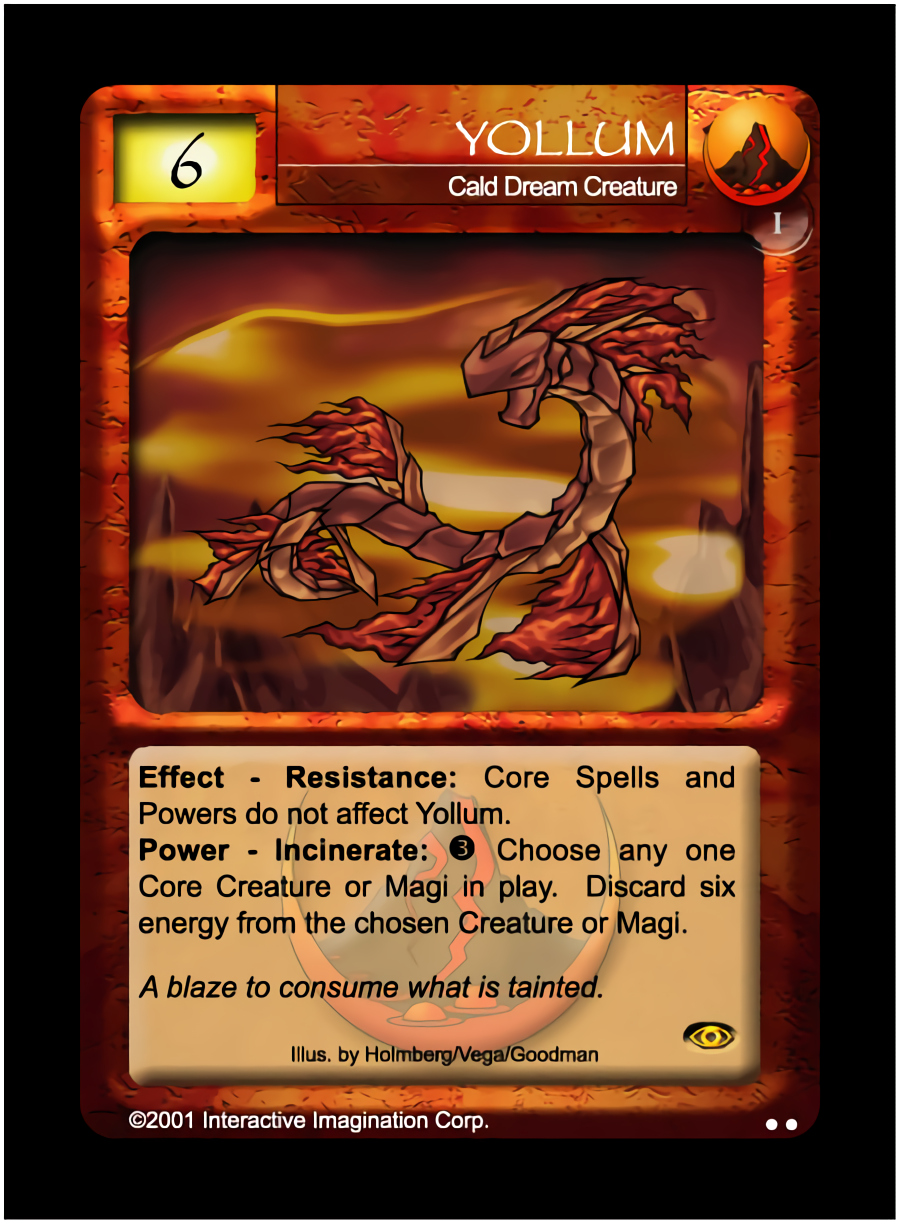 6
YOLLUM
Cald Dream Creature
I
Effect - Resistance: Core Spells and
Powers do not affect Yollum.
Power - Incinerate: ❸ Choose any one
Core Creature or Magi in play. Discard six
energy from the chosen Creature or Magi.
A blaze to consume what is tainted.
Illus. by Holmberg/Vega/Goodman
©2001 Interactive Imagination Corp.